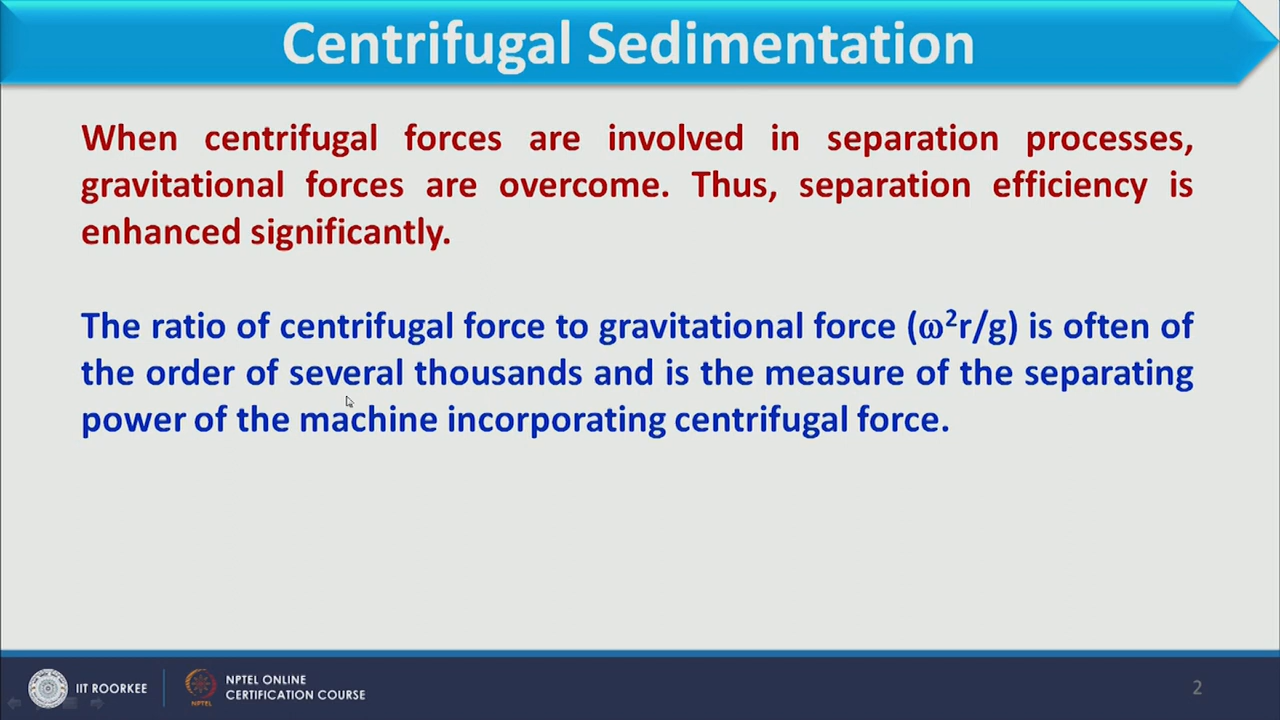 Centrifugal Sedimentation
When centrifugal forces are involved in separation processes,
gravitational forces are overcome. Thus, separation efficiency is
enhanced significantly.
The ratio of centrifugal force to gravitational force (ω²r/g) is often of
the order of several thousands and is the measure of the separating
power of the machine incorporating centrifugal force.
IIT ROORKEE
NPTEL
NPTEL ONLINE
CERTIFICATION COURSE
2